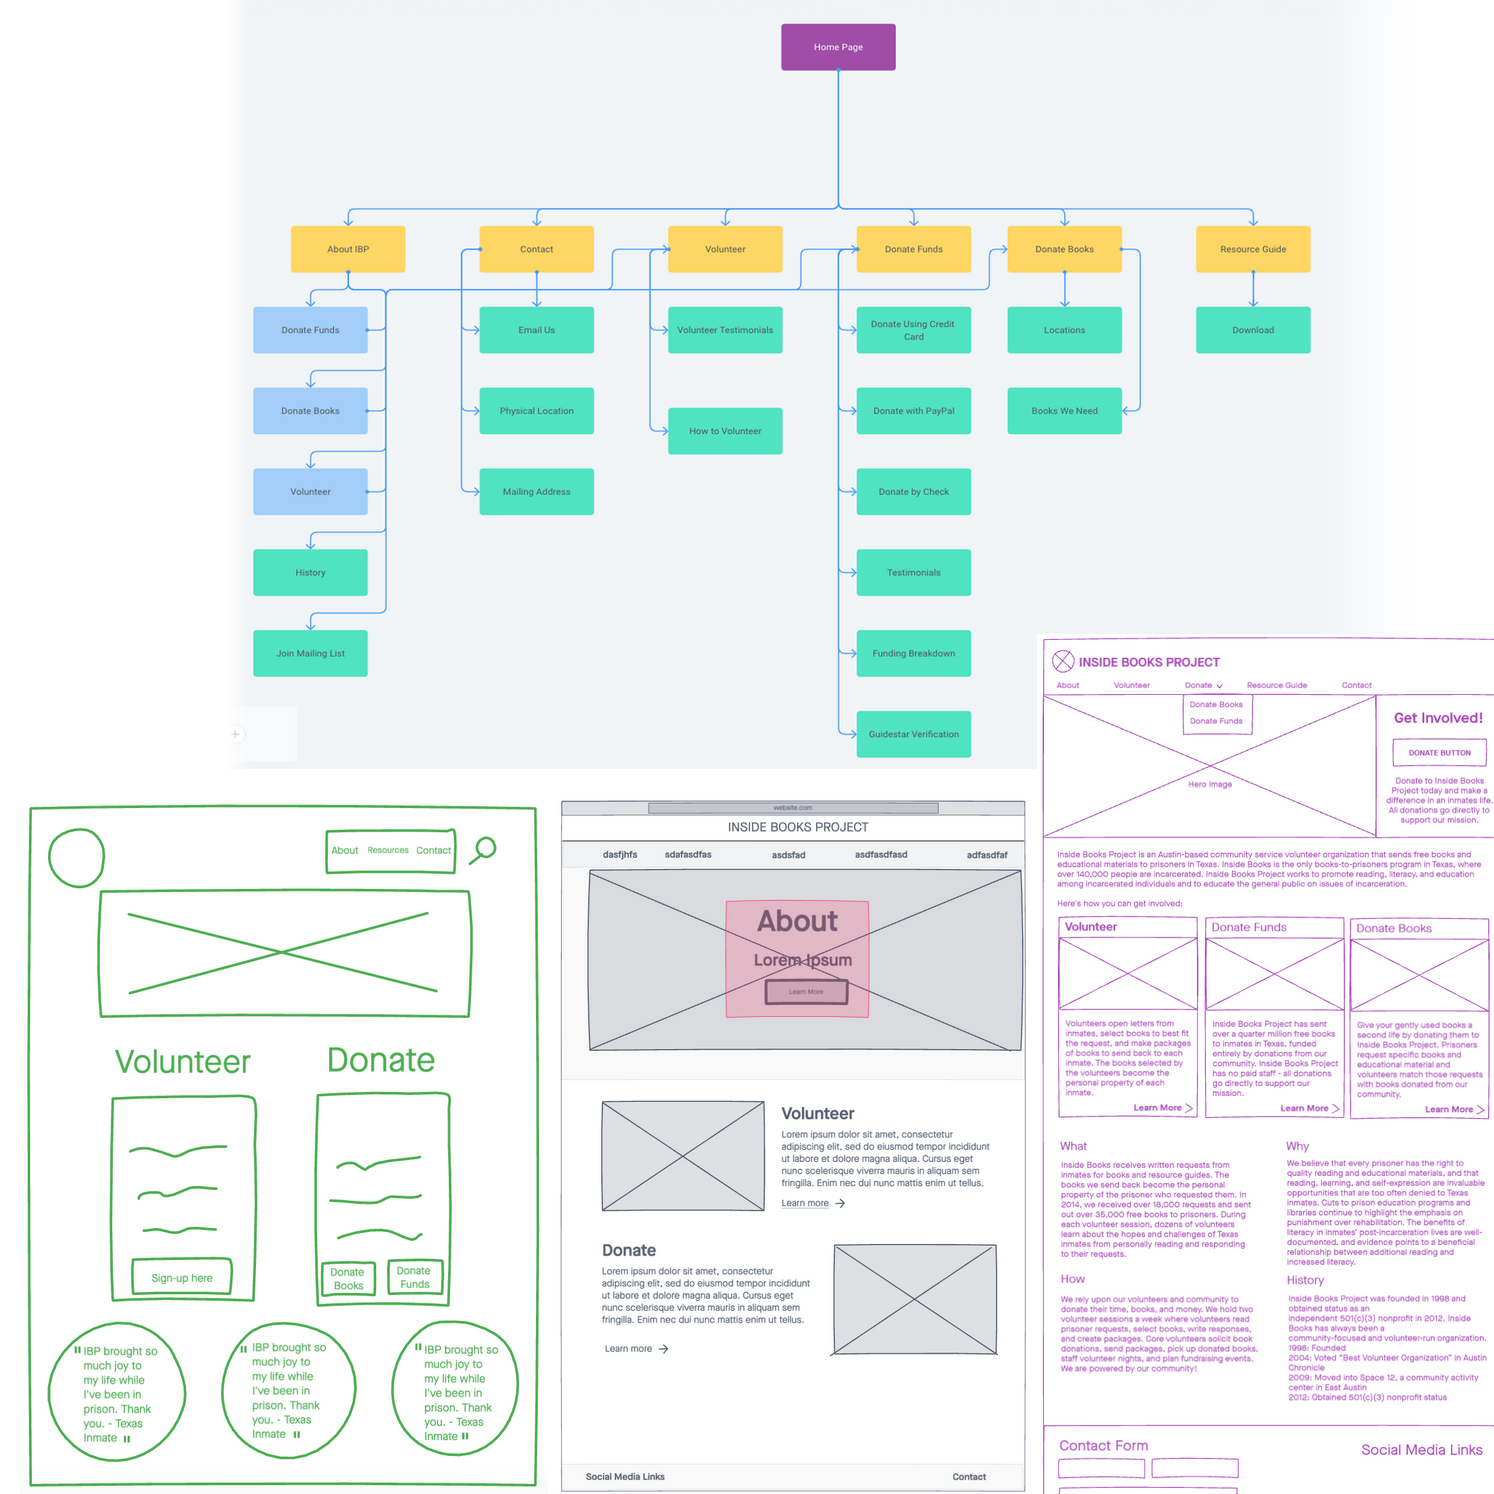 Home Page
About IBP
Contact
Volunteer
Donate Funds
Donate Books
Resource Guide
Donate Funds
Email Us
Volunteer Testimonials
Donate Using Credit
Card
Locations
Download
Donate Books
Physical Location
How to Volunteer
Donate with PayPal
Books We Need
Volunteer
Mailing Address
Donate by Check
History
Testimonials
Join Mailing List
Funding Breakdown
Guidestar Verification
About
Resources
Contact
Volunteer
Donate
Sign-up here
Donate
Books
Donate
Funds
" IBP brought so
much joy to
my life while
I've been in
prison. Thank
you. - Texas
Inmate "
" IBP brought so
much joy to
my life while
I've been in
prison. Thank
you. - Texas
Inmate "
" IBP brought so
much joy to
my life while
I've been in
prison. Thank
you. - Texas
Inmate "
website.com
INSIDE BOOKS PROJECT
dasfjhfs
sdafasdfas
asdsfad
asdfasdfasd
adfasdfaf
About
Lorem Ipsum
Learn More
Volunteer
Lorem ipsum dolor sit amet, consectetur
adipiscing elit, sed do eiusmod tempor incididunt
ut labore et dolore magna aliqua. Cursus eget
nunc scelerisque viverra mauris in aliquam sem
fringilla. Enim nec dui nunc mattis enim ut tellus.
Learn more
Donate
Lorem ipsum dolor sit amet, consectetur
adipiscing elit, sed do eiusmod tempor incididunt
ut labore et dolore magna aliqua. Cursus eget
nunc scelerisque viverra mauris in aliquam sem
fringilla. Enim nec dui nunc mattis enim ut tellus.
Learn more
Social Media Links
Contact
INSIDE BOOKS PROJECT
About
Volunteer
Donate
Resource Guide
Contact
Donate Books
Donate Funds
Hero Image
Get Involved!
DONATE BUTTON
Donate to Inside Books
Project today and make a
difference in an inmates life.
All donations go directly to
support our mission.
Inside Books Project is an Austin-based community service volunteer organization that sends free books and
educational materials to prisoners in Texas. Inside Books is the only books-to-prisoners program in Texas, where
over 140,000 people are incarcerated. Inside Books Project works to promote reading, literacy, and education
among incarcerated individuals and to educate the general public on issues of incarceration.
Here's how you can get involved:
Volunteer
Volunteers open letters from
inmates, select books to best fit
the request, and make packages
of books to send back to each
inmate. The books selected by
the volunteers become the
personal property of each
inmate.
Learn More
Donate Funds
Inside Books Project has sent
over a quarter million free books
to inmates in Texas, funded
entirely by donations from our
community. Inside Books Project
has no paid staff - all donations
go directly to support our
mission.
Learn More
Donate Books
Give your gently used books a
second life by donating them to
Inside Books Project. Prisoners
request specific books and
educational material and
volunteers match those requests
with books donated from our
community.
Learn More
What
Inside Books receives written requests from
inmates for books and resource guides. The
books we send back become the personal
property of the prisoner who requested them. In
2014, we received over 18,000 requests and sent
out over 35,000 free books to prisoners. During
each volunteer session, dozens of volunteers
learn about the hopes and challenges of Texas
inmates from personally reading and responding
to their requests.
Why
We believe that every prisoner has the right to
quality reading and educational materials, and that
reading, learning, and self-expression are invaluable
opportunities that are too often denied to Texas
inmates. Cuts to prison education programs and
libraries continue to highlight the emphasis on
punishment over rehabilitation. The benefits of
literacy in inmates' post-incarceration lives are well-
documented, and evidence points to a beneficial
relationship between additional reading and
increased literacy.
How
We rely upon our volunteers and community to
donate their time, books, and money. We hold two
volunteer sessions a week where volunteers read
prisoner requests, select books, write responses,
and create packages. Core volunteers solicit book
donations, send packages, pick up donated books,
staff volunteer nights, and plan fundraising events.
We are powered by our community!
History
Inside Books Project was founded in 1998 and
obtained status as an
independent 501(c)(3) nonprofit in 2012. Inside
Books has always been a
community-focused and volunteer-run organization.
1998: Founded
2004: Voted "Best Volunteer Organization" in Austin
Chronicle
2009: Moved into Space 12, a community activity
center in East Austin
2012: Obtained 501(c)(3) nonprofit status
Contact Form
Social Media Links